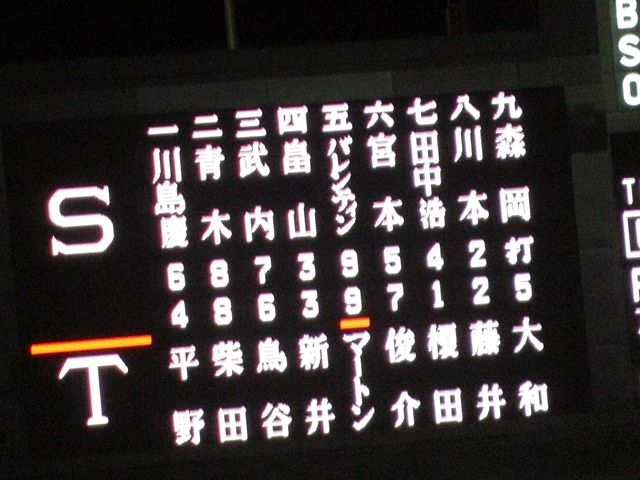 一 二 三 四 五 六 七 八 九
S 川島慶 青木 武内 畠山 バレンティン 宮本 田中浩 川本 森岡
6 8 7 3 9 5 4 2 打
4 8 6 3 9 7 1 2 5
T 平野 柴田 鳥谷 新井 マートン 俊介 榎田 藤井 大和
B
S
O